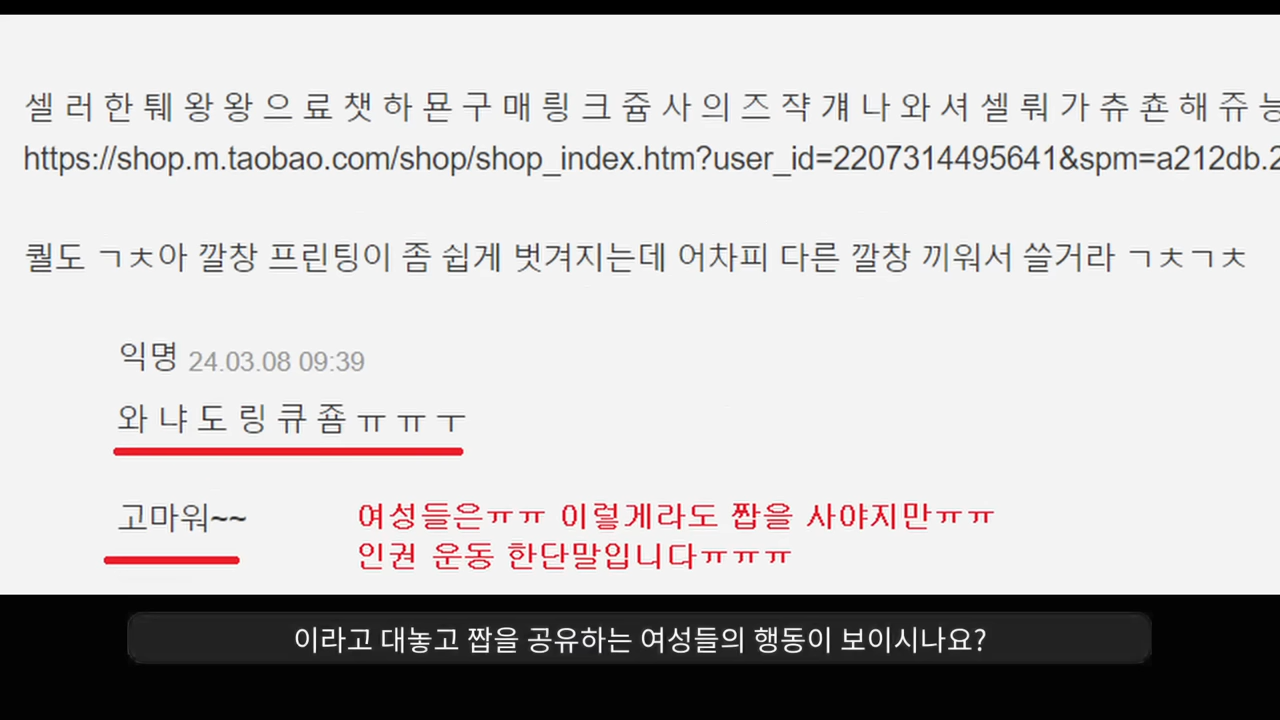 셀 러 한 퉤 왕 왕 으 료 챗 하 묜 구 매 릥 크 쥼 사 의 즈 쟉 걔 나 와 셔 셀 뤄 가 츄 춘 해 쥬 능
https://shop.m.taobao.com/shop/shop_index.htm?user_id=2207314495641&spm=a212db.2
퀄도 ㄱㅊ아 깔창 프린팅이 좀 쉽게 벗겨지는데 어차피 다른 깔창 끼워서 쓸거라 ㄱㅊㄱㅊ
익명 24.03.08 09:39
와 냐 도 링 큐 죰 ㅠ ㅠ ㅜ
고마워~~
여성들은ㅠㅠ 이렇게라도 짭을 사야지만ㅠㅠ
인권 운동 한단말입니다ㅠㅠㅠ
이라고 대놓고 짭을 공유하는 여성들의 행동이 보이시나요?